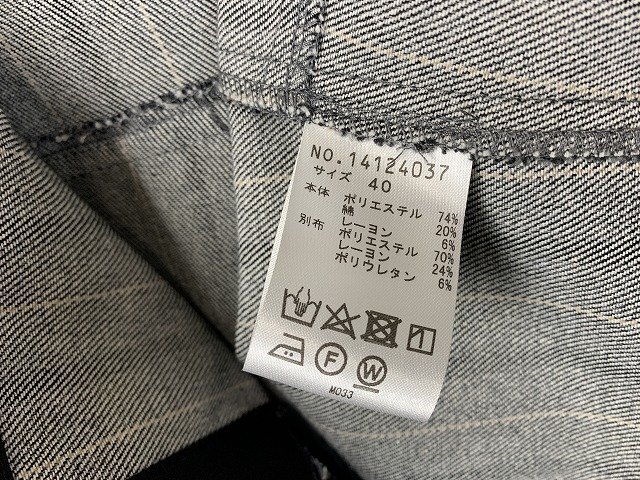 No.14124037
サイズ 40
本体 ポリエステル 74%
綿 20%
レーヨン 6%
別布 ポリエステル 70%
レーヨン 24%
ポリウレタン 6%
F
W
M033